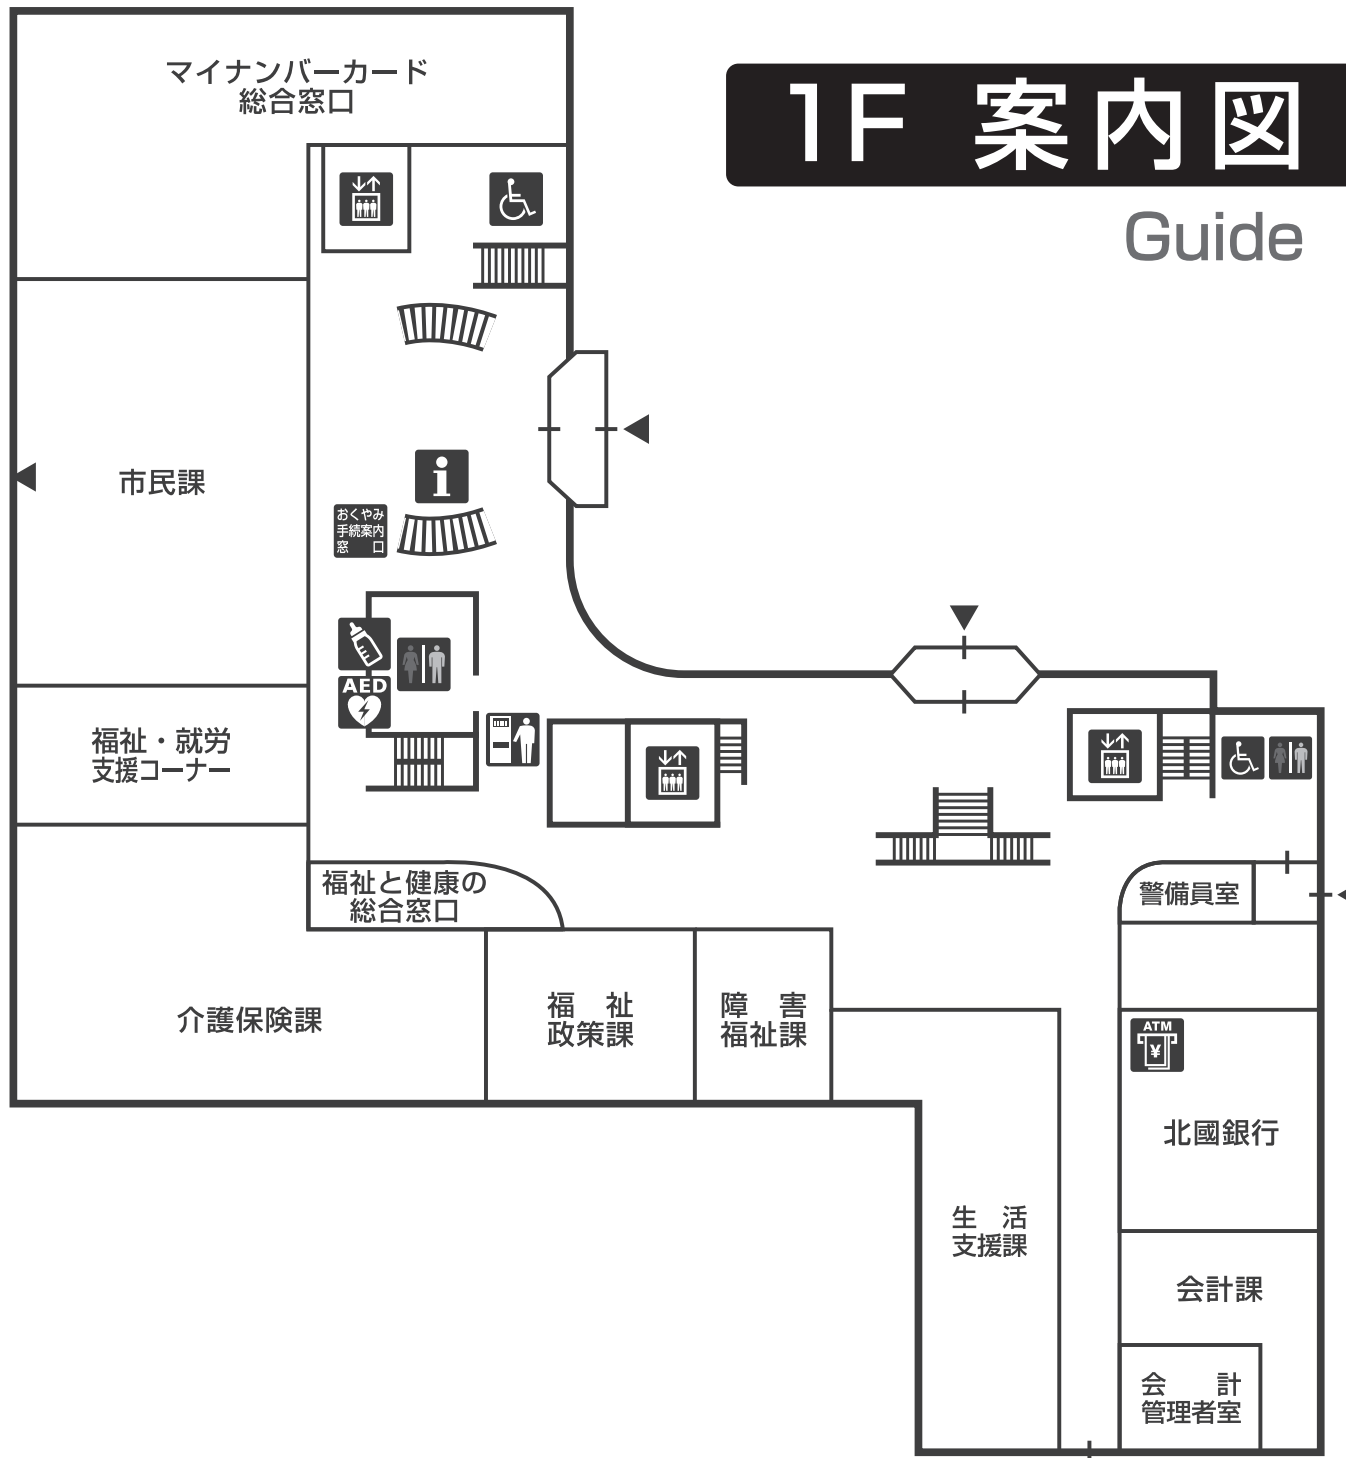 1F 案内図
Guide
マイナンバーカード
総合窓口
市民課
i
おくやみ
手続案内
窓 口
AED
福祉・就労
支援コーナー
福祉と健康の
総合窓口
警備員室
介護保険課
福 祉
政策課
障 害
福祉課
ATM
¥
北國銀行
生 活
支援課
会計課
会 計
管理者室